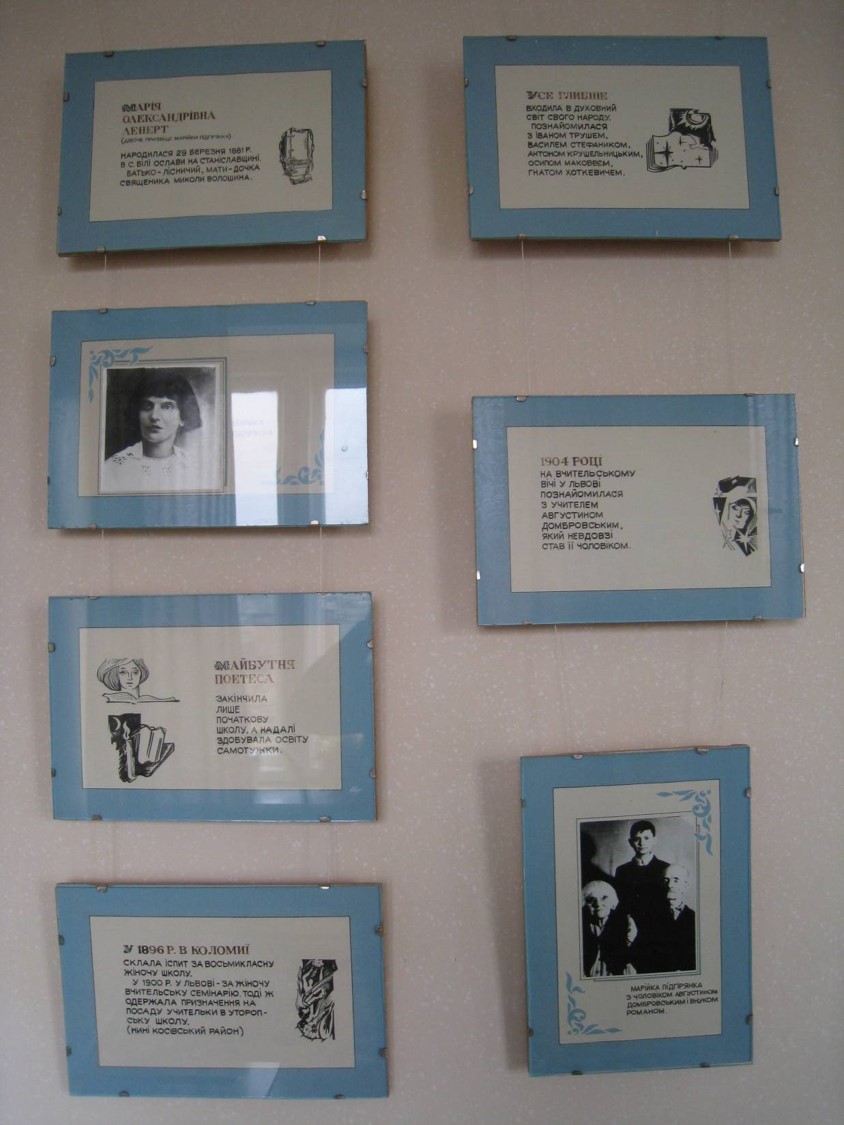 МАРІЯ
ОЛЕКСАНДРІВНА
ЛЕНЕРТ
(ДІВОЧЕ ПРІЗВИЩЕ МАРІЙКИ ПІДГІРЯНКИ)
НАРОДИЛАСЯ 29 БЕРЕЗНЯ 1881 Р.
В С. БІЛІ ОСЛАВИ НА СТАНІСЛАВЩИНІ.
БАТЬКО - ЛІСНИЧИЙ, МАТИ - ДОЧКА
СВЯЩЕНИКА МИКОЛИ ВОЛОШИНА.
МАЙБУТНЯ
ПОЕТЕСА
ЗАКІНЧИЛА
ЛИШЕ
ПОЧАТКОВУ
ШКОЛУ, А НАДАЛІ
ЗДОБУВАЛА ОСВІТУ
САМОТУЖКИ.
У 1896 Р. В КОЛОМИЇ
СКЛАЛА ІСПИТ ЗА ВОСЬМИКЛАСНУ
ЖІНОЧУ ШКОЛУ.
У 1900 Р. У ЛЬВОВІ - ЗА ЖІНОЧУ
ВЧИТЕЛЬСЬКУ СЕМІНАРІЮ. ТОДІ Ж
ОДЕРЖАЛА ПРИЗНАЧЕННЯ НА
ПОСАДУ УЧИТЕЛЬКИ В УТОРОП-
СЬКУ ШКОЛУ.
(НИНІ КОСІВСЬКИЙ РАЙОН)
УСЕ ГЛИБШЕ
ВХОДИЛА В ДУХОВНИЙ
СВІТ СВОГО НАРОДУ.
ПОЗНАЙОМИЛАСЯ
З ІВАНОМ ТРУШЕМ,
ВАСИЛЕМ СТЕФАНИКОМ,
АНТОНОМ КРУШЕЛЬНИЦЬКИМ,
ОСИПОМ МАКОВЕЄМ,
ГНАТОМ ХОТКЕВИЧЕМ.
1904 РОЦІ
НА ВЧИТЕЛЬСЬКОМУ
ВІЧІ У ЛЬВОВІ
ПОЗНАЙОМИЛАСЯ
З УЧИТЕЛЕМ
АВГУСТИНОМ
ДОМБРОВСЬКИМ,
ЯКИЙ НЕВДОВЗІ
СТАВ ЇЇ ЧОЛОВІКОМ.
МАРІЙКА ПІДГІРЯНКА
З ЧОЛОВІКОМ АВГУСТИНОМ
ДОМБРОВСЬКИМ І ВНУКОМ
РОМАНОМ.